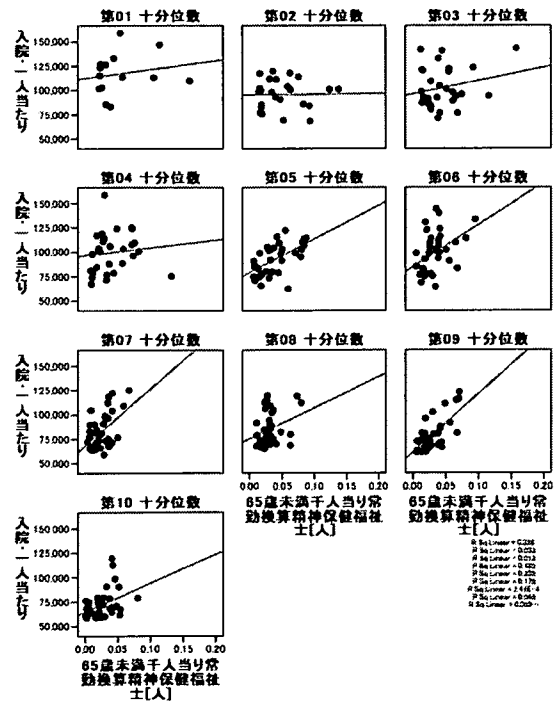 第01 十分位数
第02 十分位数
第03 十分位数
入院・一人当たり
150,000
125,000
100,000
75,000
50,000
第04 十分位数
第05 十分位数
第06 十分位数
入院・一人当たり
150,000
125,000
100,000
75,000
50,000
第07 十分位数
第08 十分位数
第09 十分位数
入院・一人当たり
150,000
125,000
100,000
75,000
50,000
0.00 0.05 0.10 0.15 0.20
0.00 0.05 0.10 0.15 0.20
65歳未満千人当り常
勤換算精神保健福祉
士[人]
65歳未満千人当り常
勤換算精神保健福祉
士[人]
第10 十分位数
入院・一人当たり
150,000
125,000
100,000
75,000
50,000
0.00 0.05 0.10 0.15 0.20
65歳未満千人当り常
勤換算精神保健福祉
士[人]